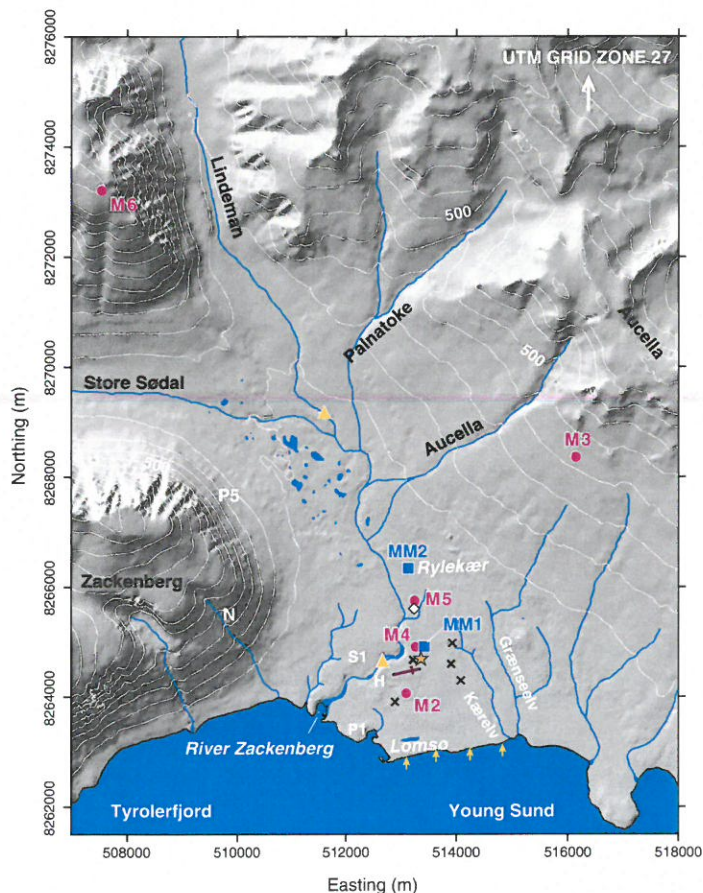 8276000
UTM GRID ZONE 27
8274000
Lindeman
M6
500
8272000
Palnatoke
Aucella
8270000
500
Store Sødal
Northing (m)
Aucella
M3
8268000
P5
MM2
Rylekær
8266000
Zackenberg
M5
N
M4
MM1
S1
H
Grænseelv
8264000
M2
Kærelv
P1
River Zackenberg
Lomsø
8262000
Tyrolerfjord
Young Sund
508000
510000
512000
514000
516000
518000
Easting (m)